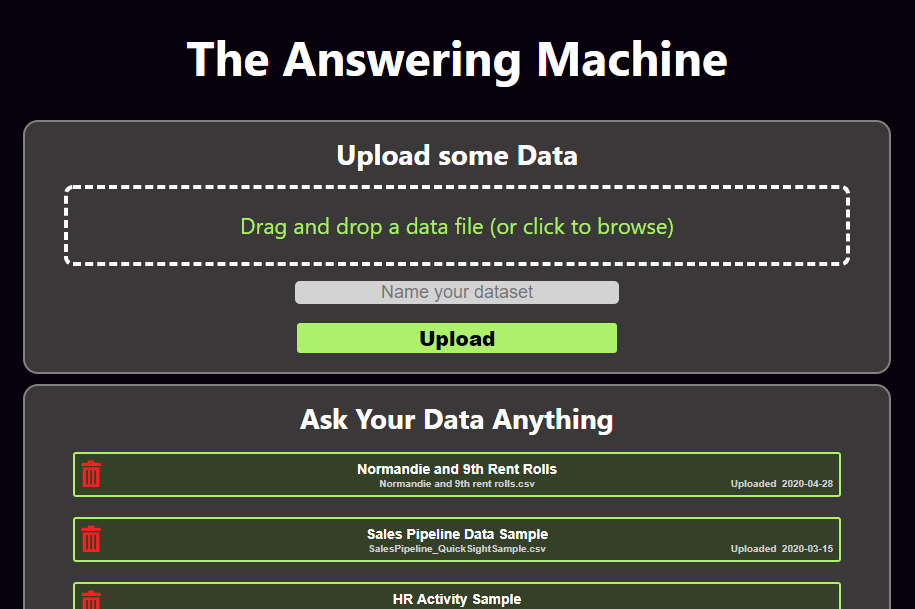 The Answering Machine
Upload some Data
Drag and drop a data file (or click to browse)
Name your dataset
Upload
Ask Your Data Anything
Normandie and 9th Rent Rolls
Normandie and 9th rent rolls.csv
Uploaded 2020-04-28
Sales Pipeline Data Sample
SalesPipeline_QuickSightSample.csv
Uploaded 2020-03-15
HR Activity Sample